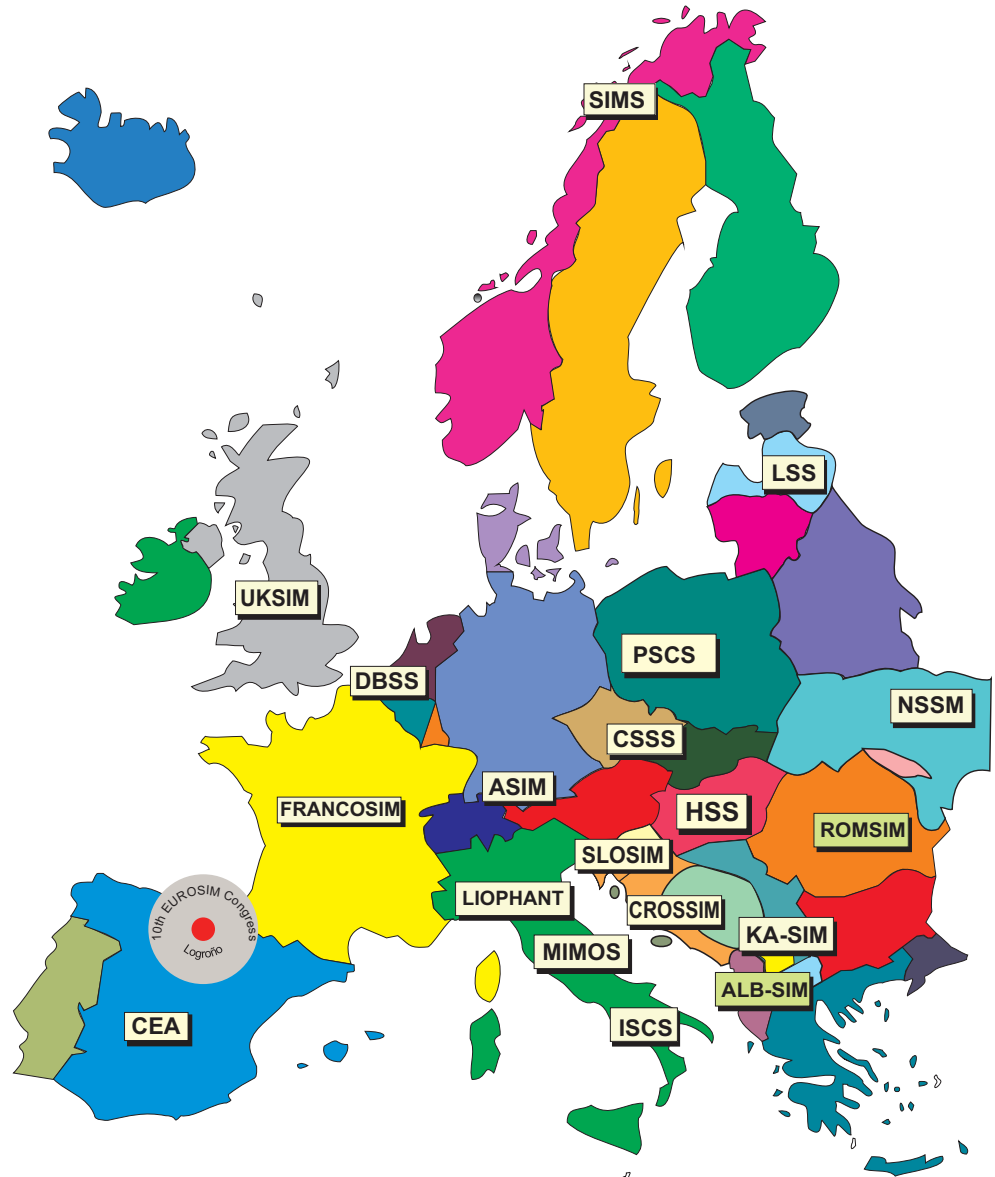 SIMS
LSS
UKSIM
PSCS
DBSS
NSSM
CSSS
ASIM
FRANCOSIM
HSS
ROMSIM
SLOSIM
LIOPHANT
CROSSIM
10th EUROSIM Congress
Logroño
KA-SIM
MIMOS
ALB-SIM
CEA
ISCS